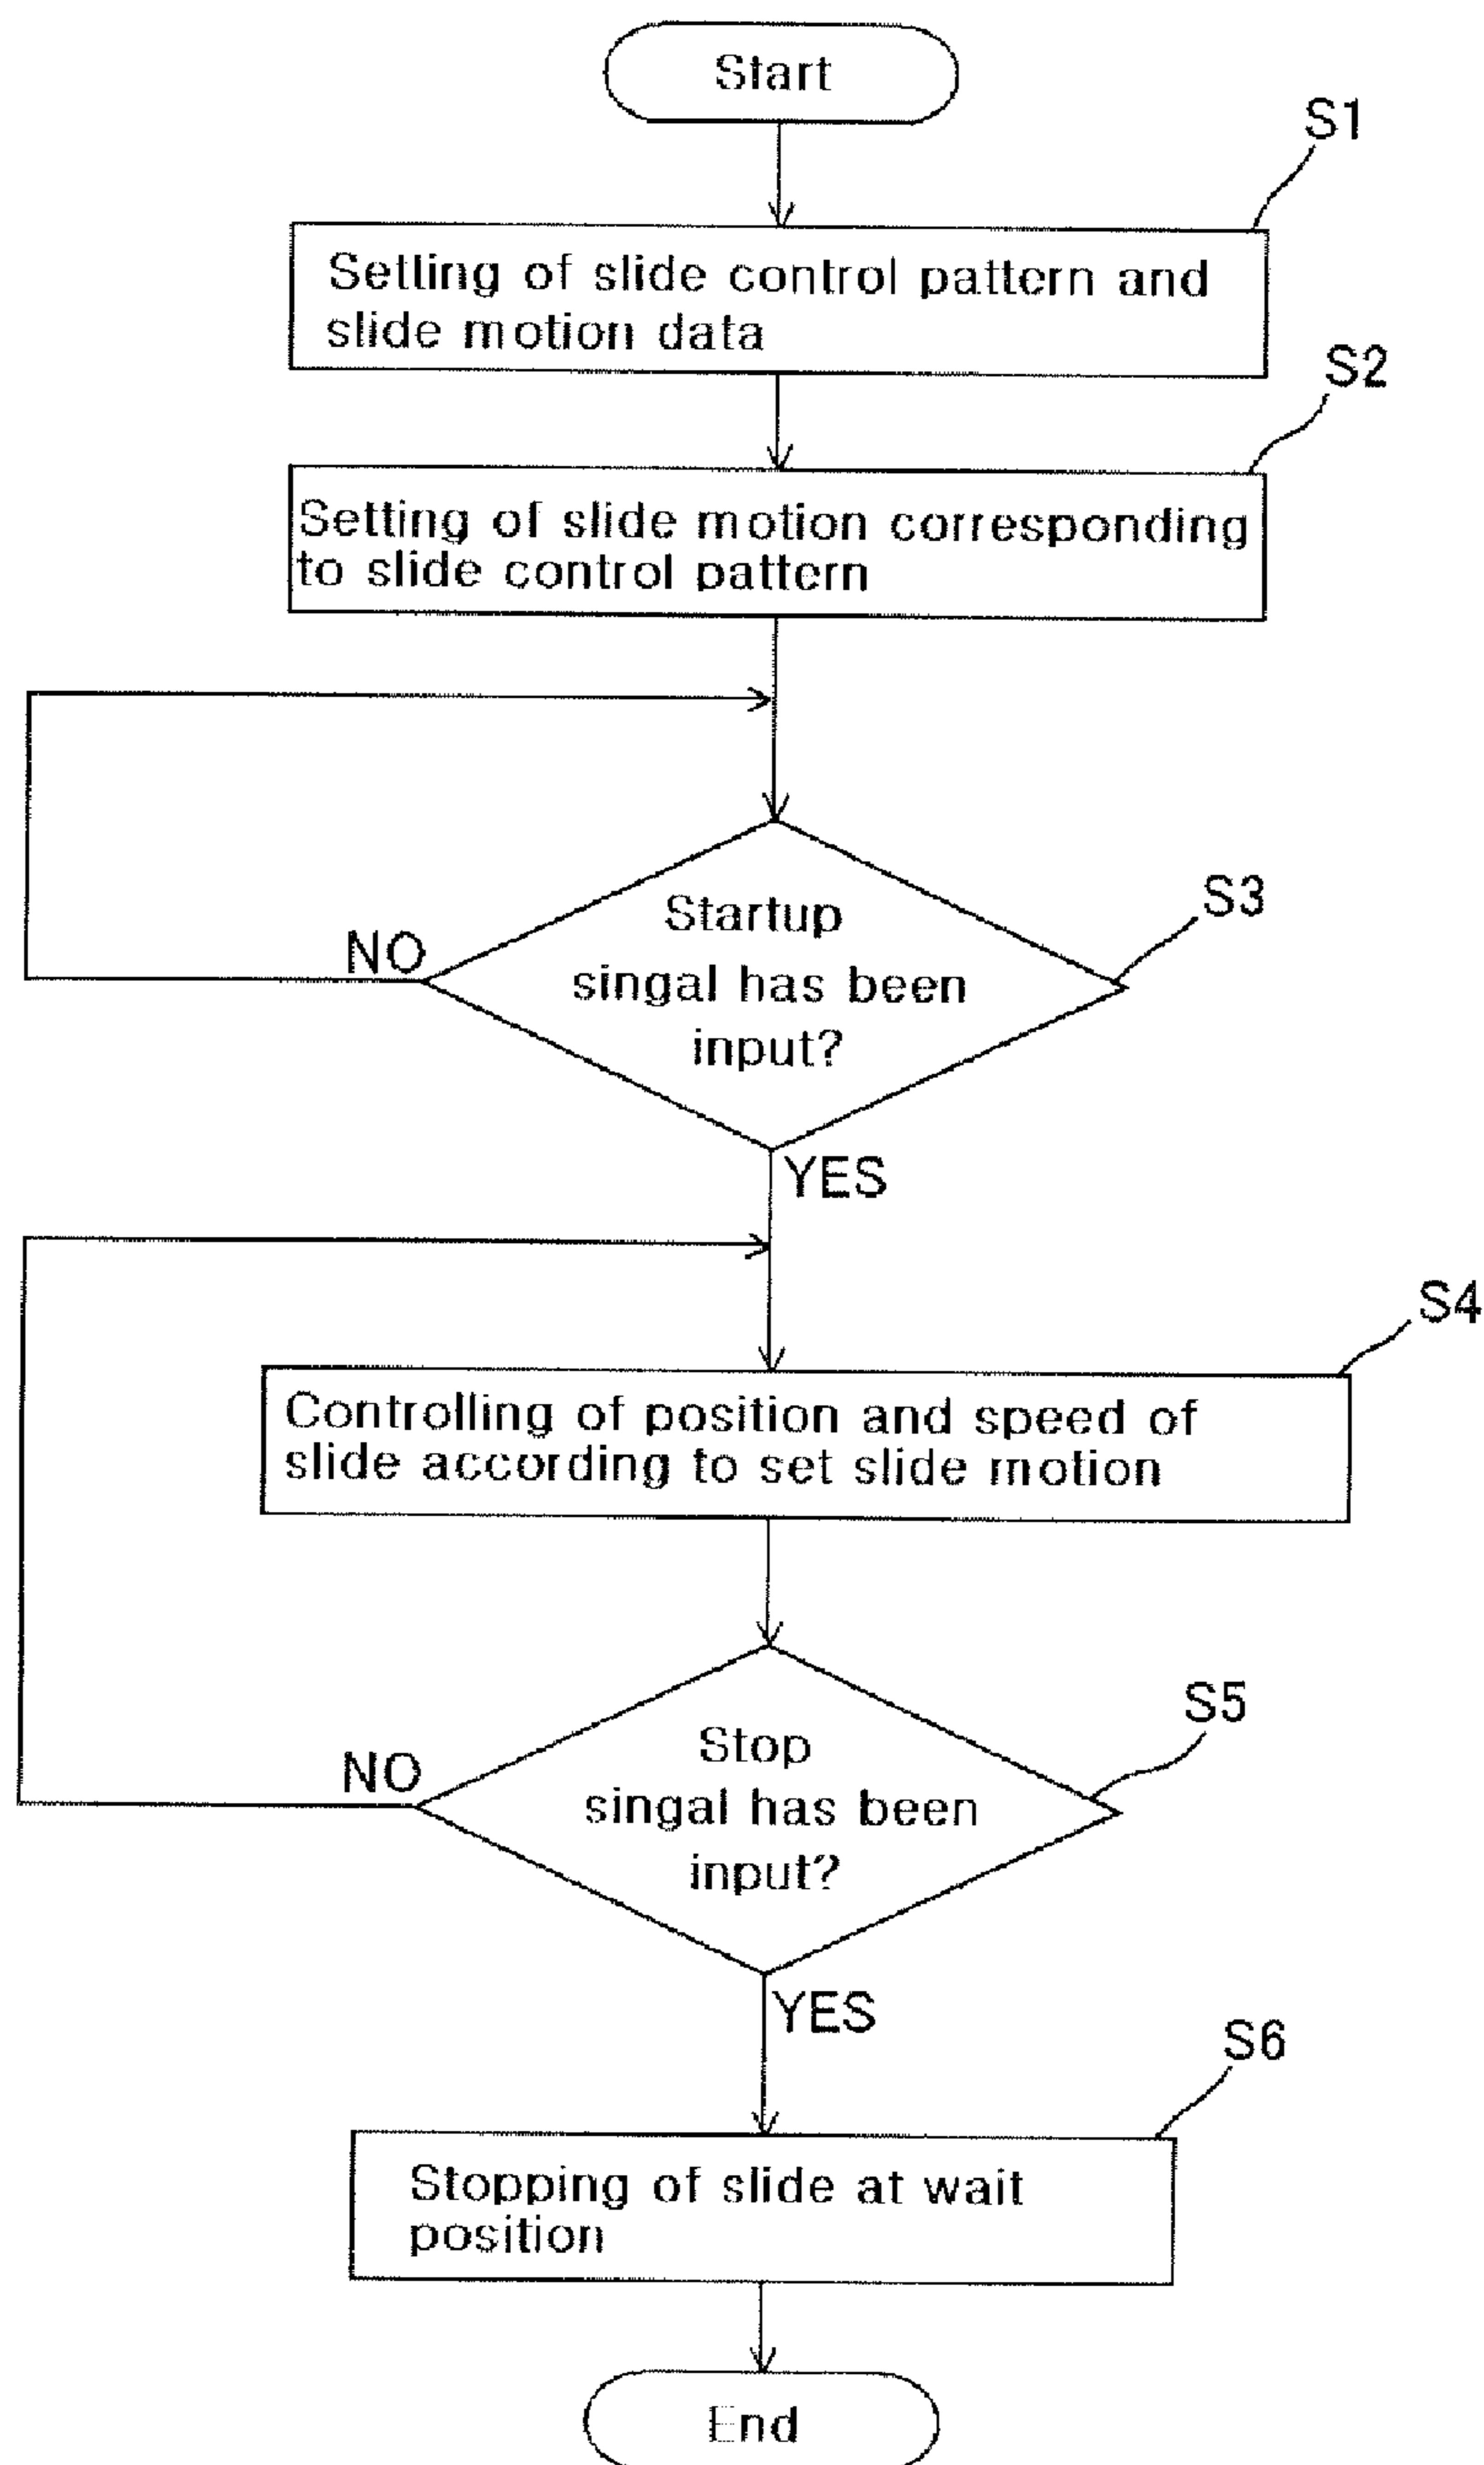 Start
S1
Setting of slide control pattern and
slide motion data
S2
Setting of slide motion corresponding
to slide control pattern
S3
Startup
singal has been
input?
NO
YES
S4
Controlling of position and speed of
slide according to set slide motion
S5
Stop
singal has been
input?
NO
YES
S6
Stopping of slide at wait
position
End